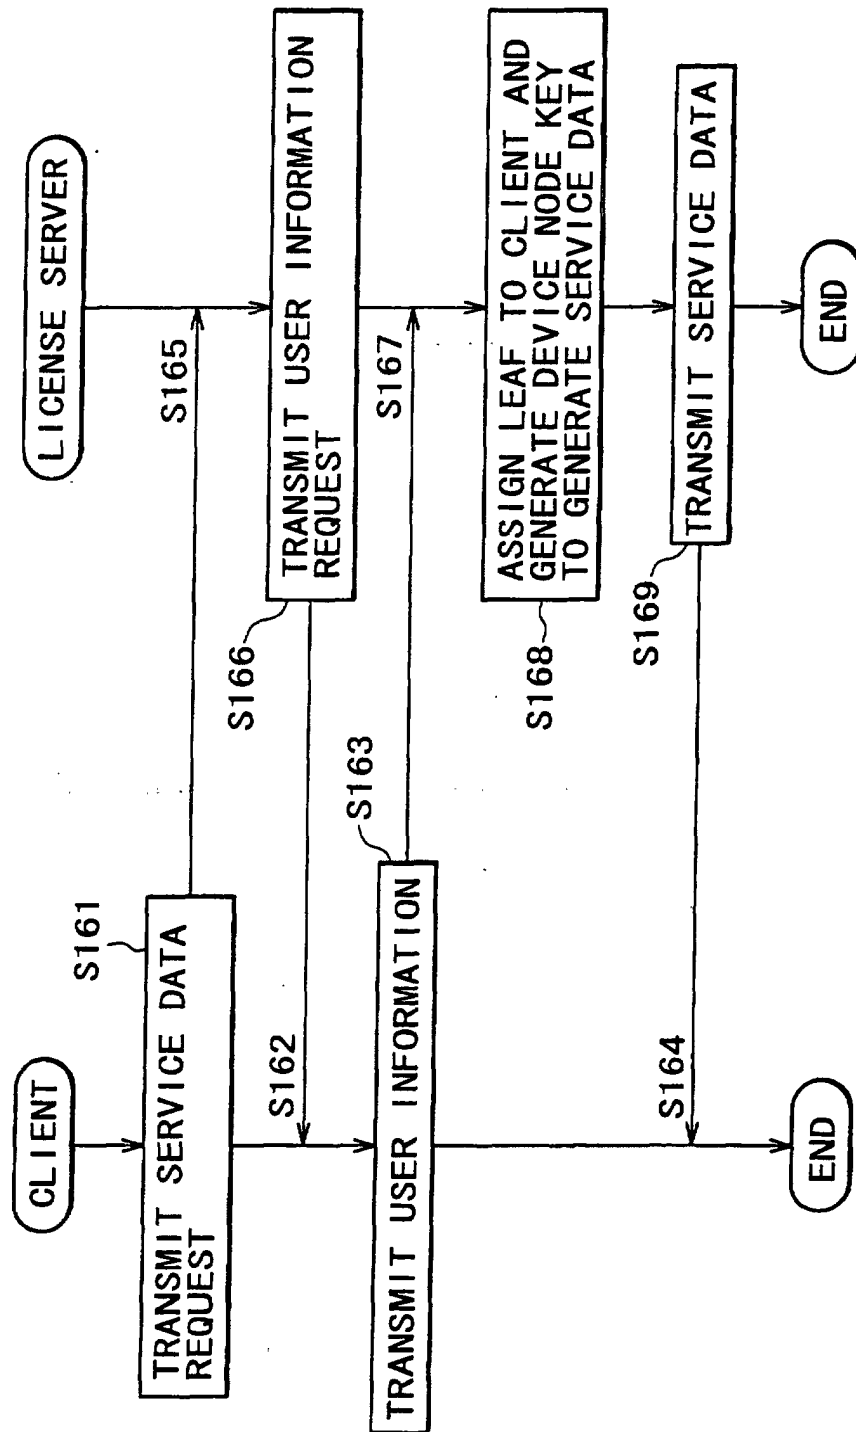 CLIENT
S161
TRANSMIT SERVICE DATA
REQUEST
S162
S163
TRANSMIT USER INFORMATION
S164
END
LICENSE SERVER
S165
S166
TRANSMIT USER INFORMATION
REQUEST
S167
S168
ASSIGN LEAF TO CLIENT AND
GENERATE DEVICE NODE KEY
TO GENERATE SERVICE DATA
S169
TRANSMIT SERVICE DATA
END